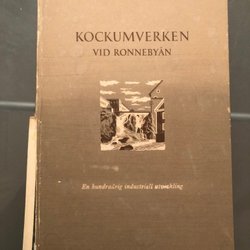 KOCKUMVERKEN
VID RONNEBYÅN
En hundraårig industriell utveckling